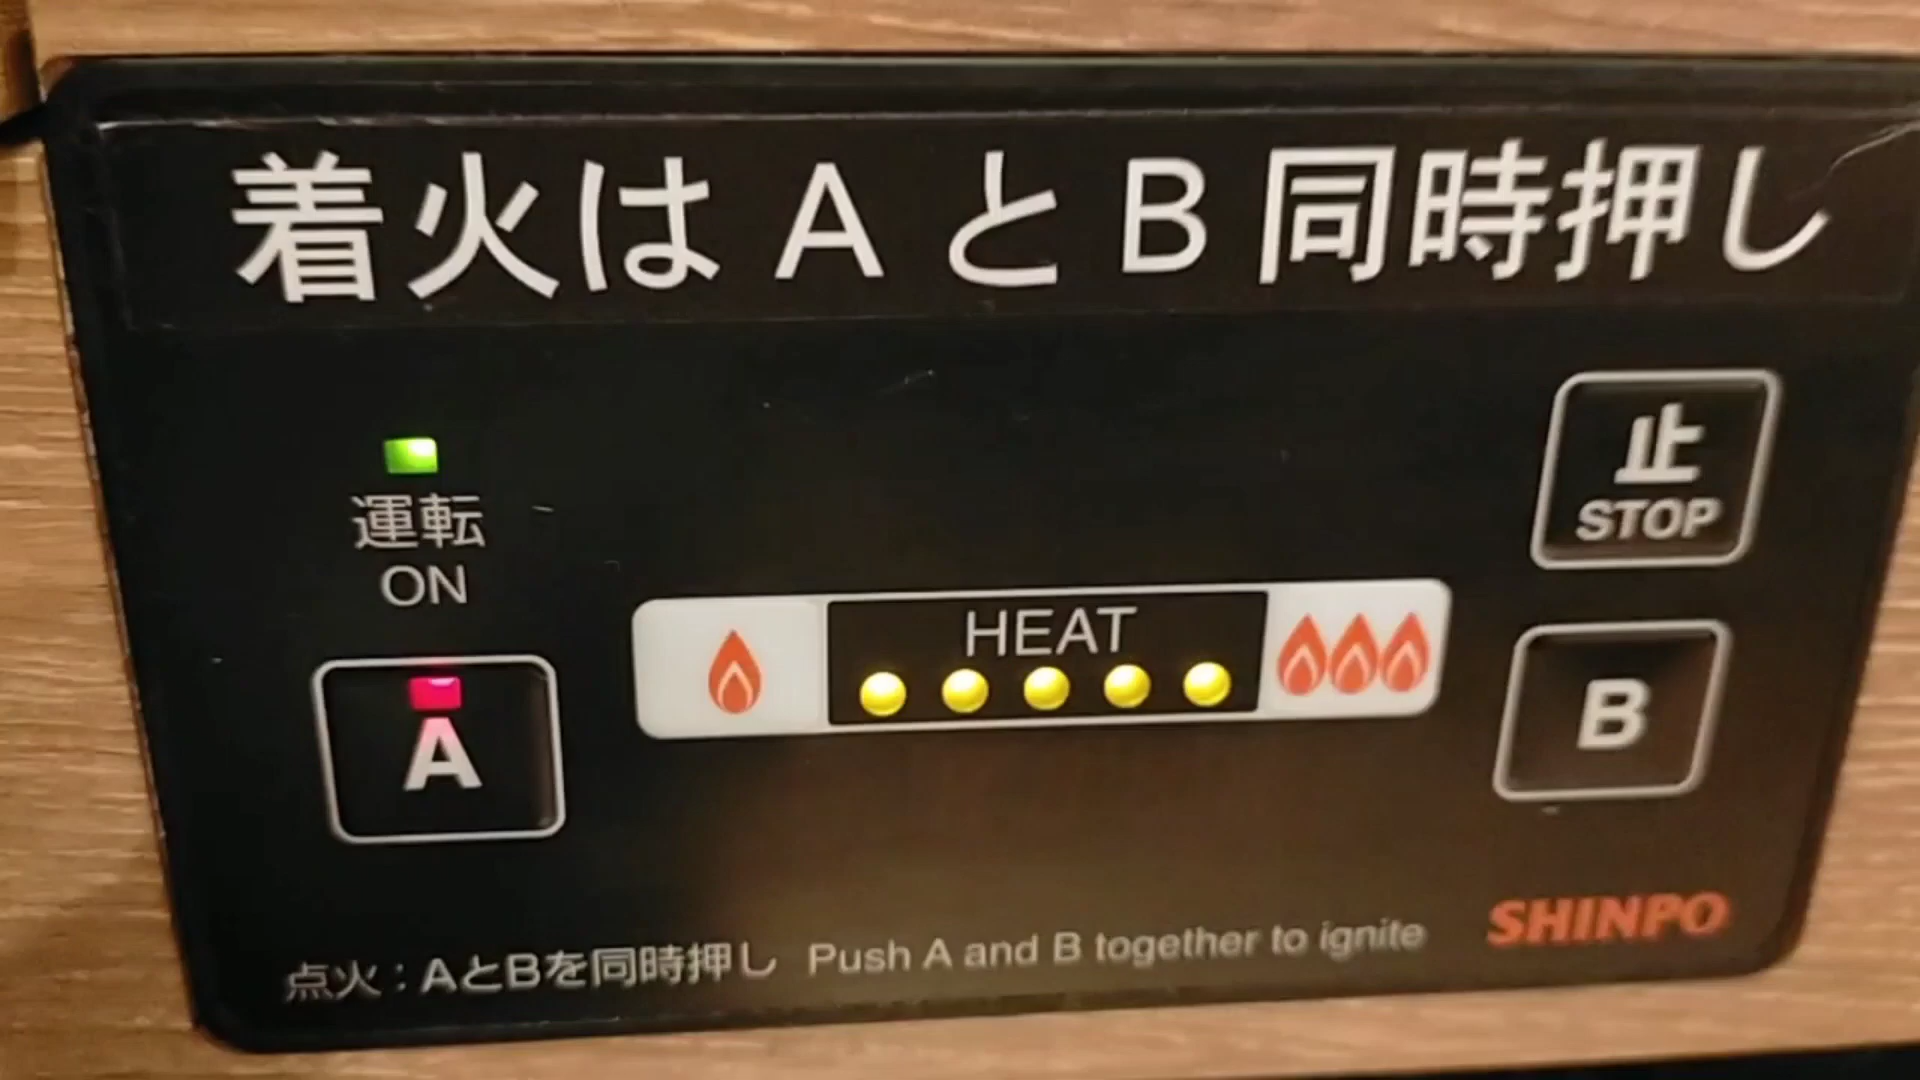 着火はAとB同時押し
運転
ON
止
STOP
HEAT
A
B
SHINPO
点火:AとBを同時押し Push A and B together to ignite